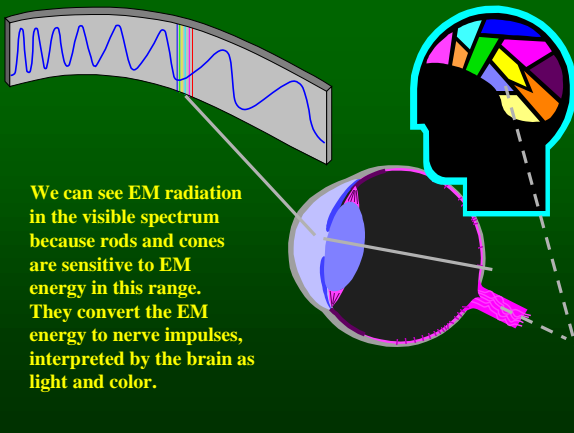 We can see EM radiation
in the visible spectrum
because rods and cones
are sensitive to EM
energy in this range.
They convert the EM
energy to nerve impulses,
interpreted by the brain as
light and color.